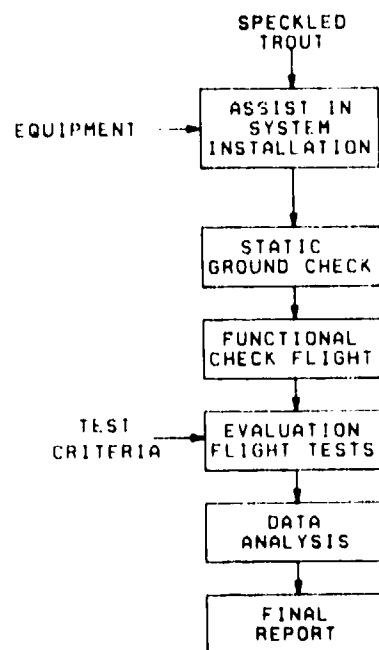 SPECKLED
TROUT
EQUIPMENT
ASSIST IN
SYSTEM
INSTALLATION
STATIC
GROUND CHECK
FUNCTIONAL
CHECK FLIGHT
TEST
CRITERIA
EVALUATION
FLIGHT TESTS
DATA
ANALYSIS
FINAL
REPORT